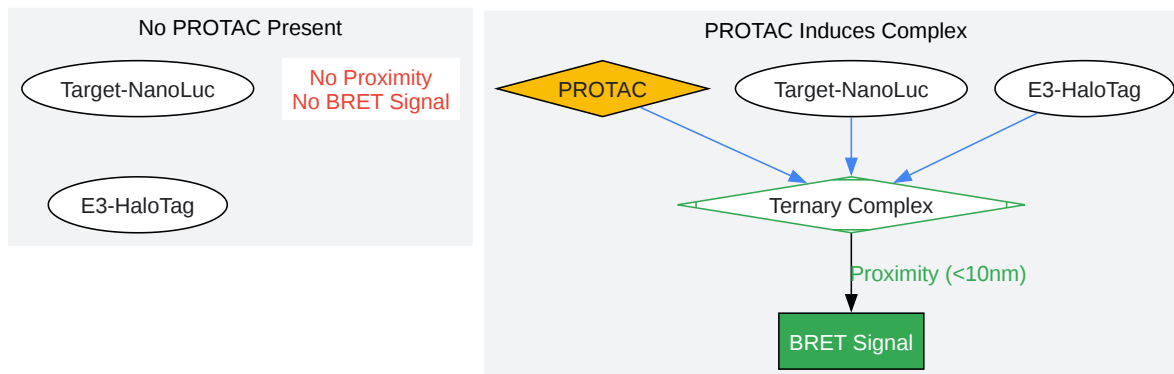 No PROTAC Present
Target-NanoLuc
No Proximity
No BRET Signal
E3-HaloTag
PROTAC Induces Complex
PROTAC
Target-NanoLuc
E3-HaloTag
Ternary Complex
Proximity (<10nm)
BRET Signal